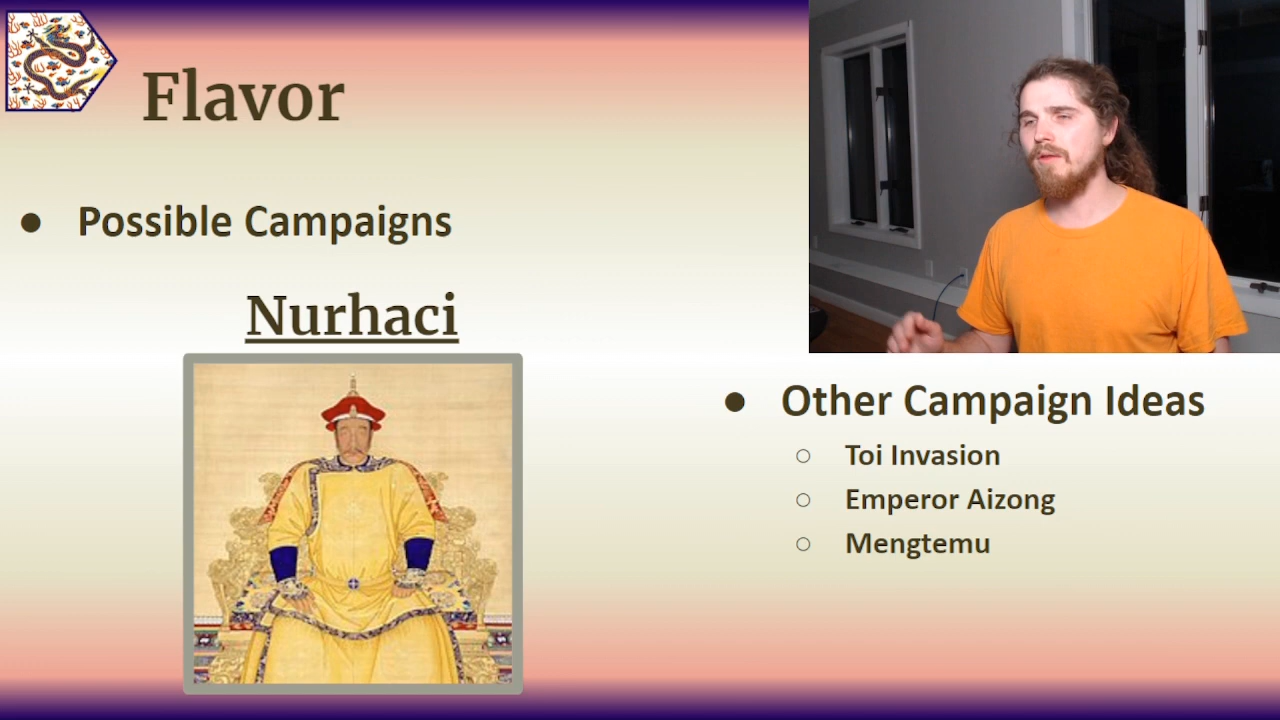 Flavor
● Possible Campaigns
Nurhaci
● Other Campaign Ideas
○ Toi Invasion
○ Emperor Aizong
○ Mengtemu